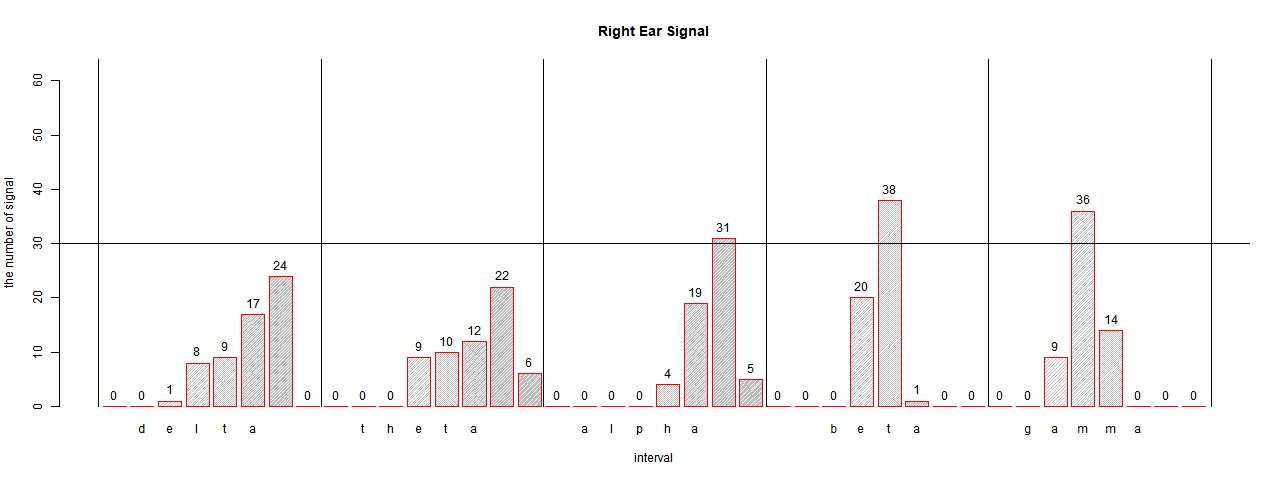 Right Ear Signal
the number of signal
60
50
40
30
20
10
0
0 0 1 8 9 17 24 0 0 0 0 9 10 12 22 6 0 0 0 0 4 19 31 5 0 0 0 20 38 1 0 0 0 0 9 36 14 0 0 0
d e l t a t h e t a a l p h a b e t a g a m m a
interval